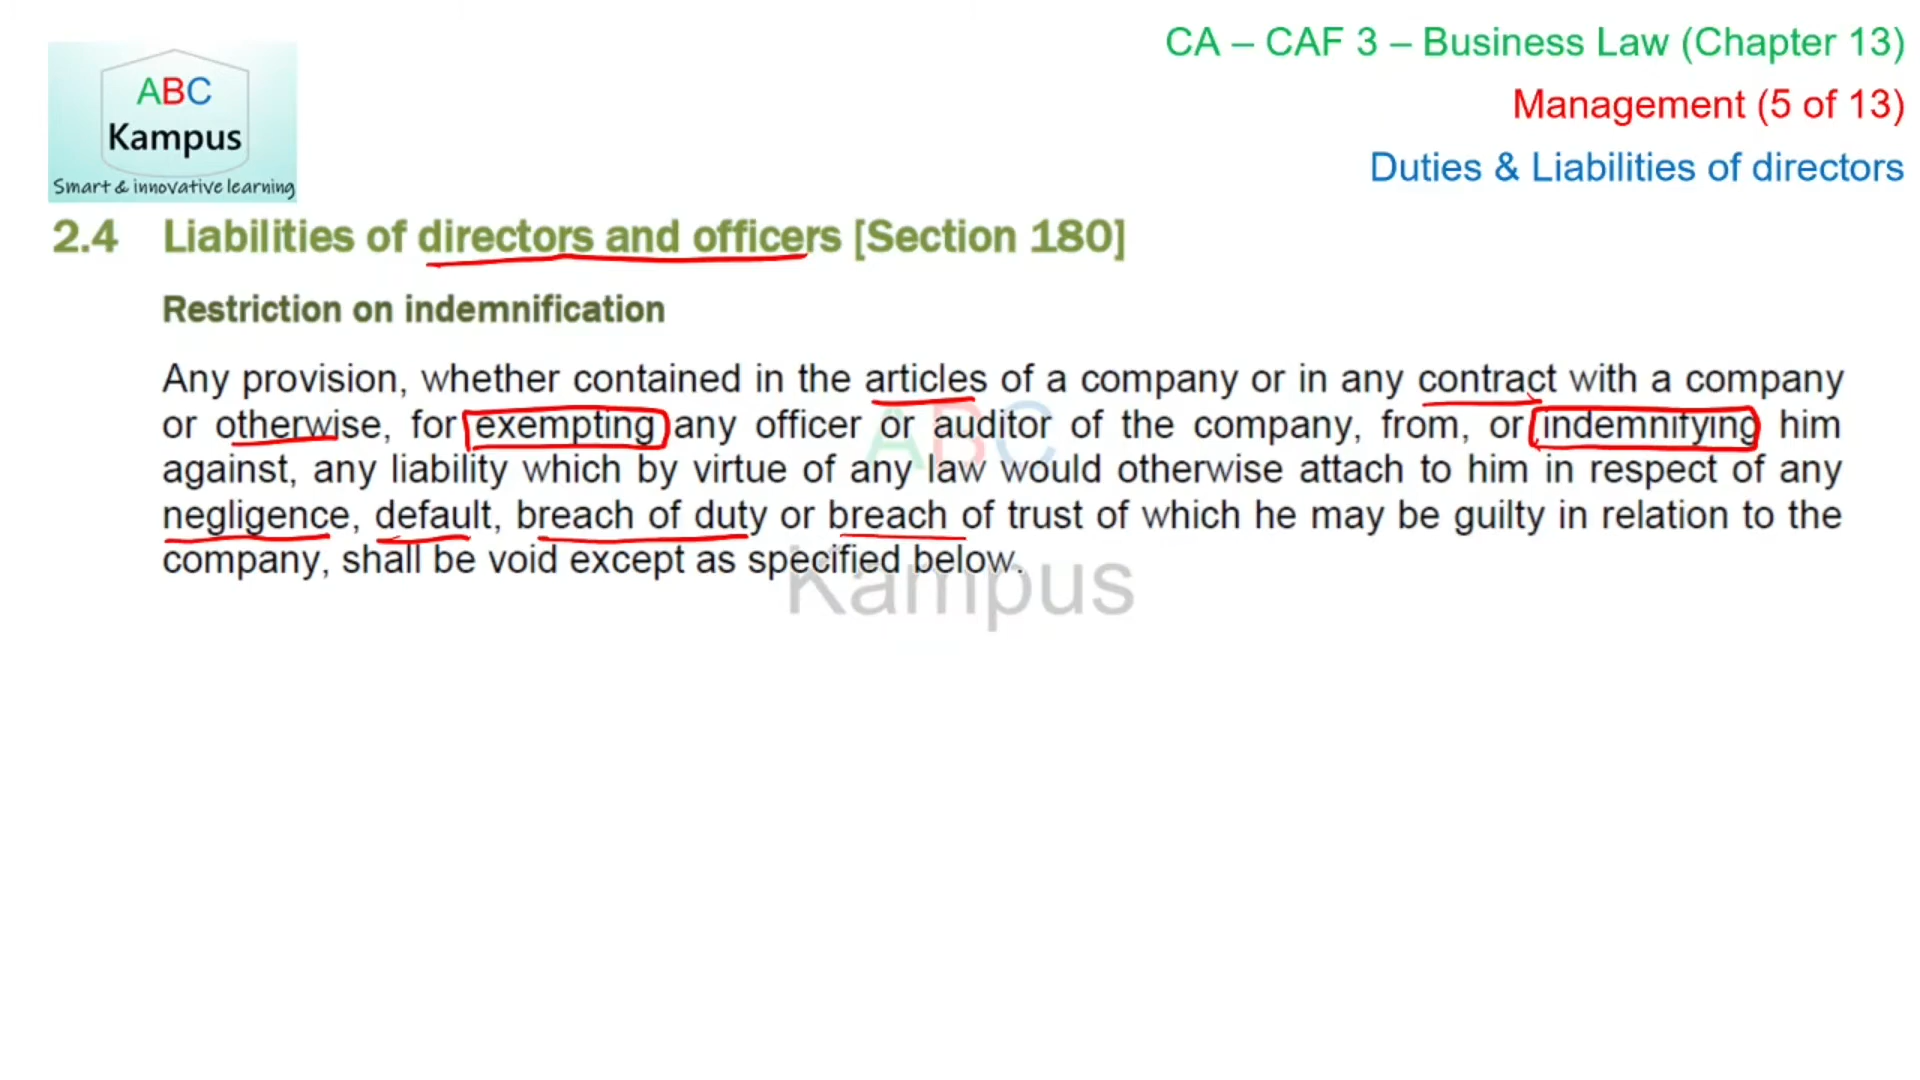 CA – CAF 3 – Business Law (Chapter 13)
ABC
Kampus
Smart & innovative learning
Management (5 of 13)
Duties & Liabilities of directors
2.4 Liabilities of directors and officers [Section 180]
Restriction on indemnification
Any provision, whether contained in the articles of a company or in any contract with a company
or otherwise, for exempting any officer or auditor of the company, from, or indemnifying him
against, any liability which by virtue of any law would otherwise attach to him in respect of any
negligence, default, breach of duty or breach of trust of which he may be guilty in relation to the
company, shall be void except as specified below.
ABC
Kampus